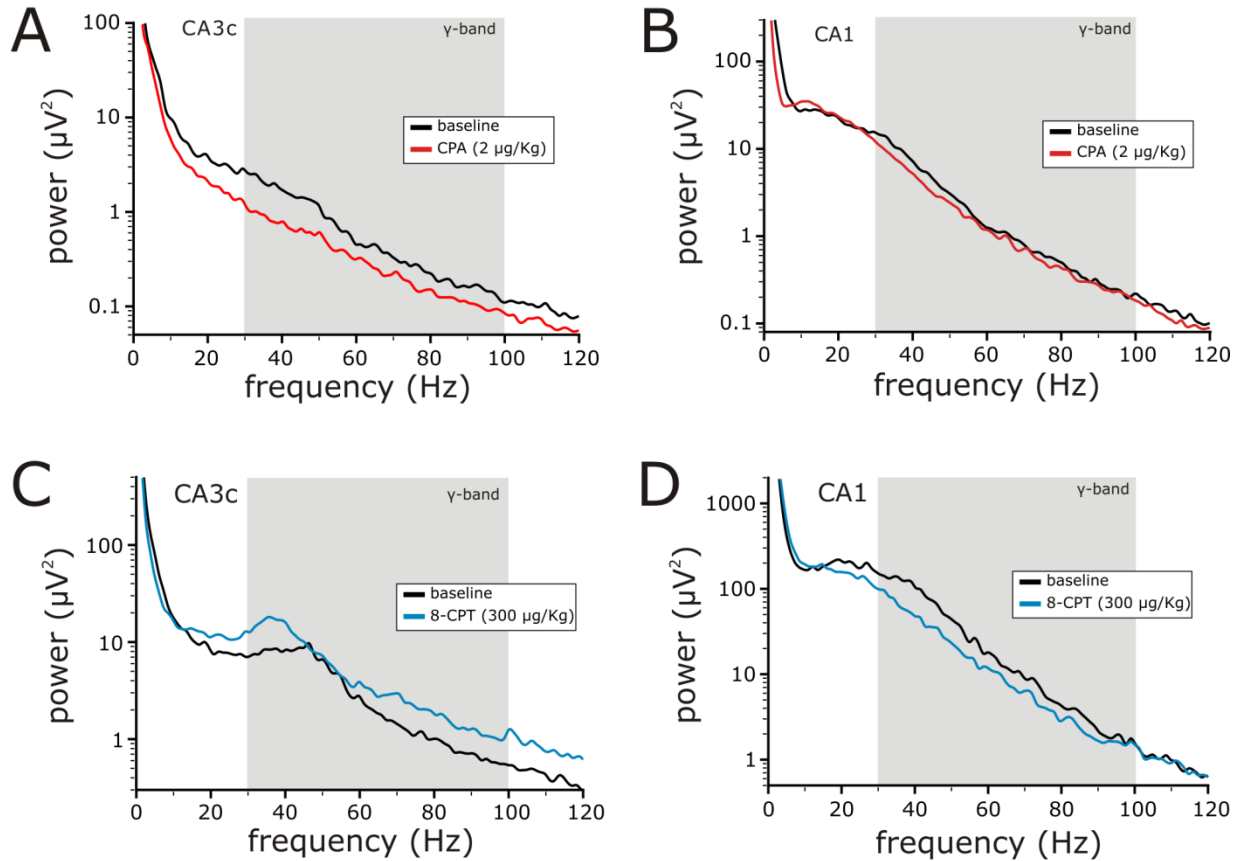 A
CA3c
γ-band
100
10
1
0.1
power (µV²)
baseline
CPA (2 µg/Kg)
0 20 40 60 80 100 120
frequency (Hz)
B
CA1
γ-band
100
10
1
0.1
power (µV²)
baseline
CPA (2 µg/Kg)
0 20 40 60 80 100 120
frequency (Hz)
C
CA3c
γ-band
100
10
1
power (µV²)
baseline
8-CPT (300 µg/Kg)
0 20 40 60 80 100 120
frequency (Hz)
D
CA1
γ-band
1000
100
10
1
power (µV²)
baseline
8-CPT (300 µg/Kg)
0 20 40 60 80 100 120
frequency (Hz)